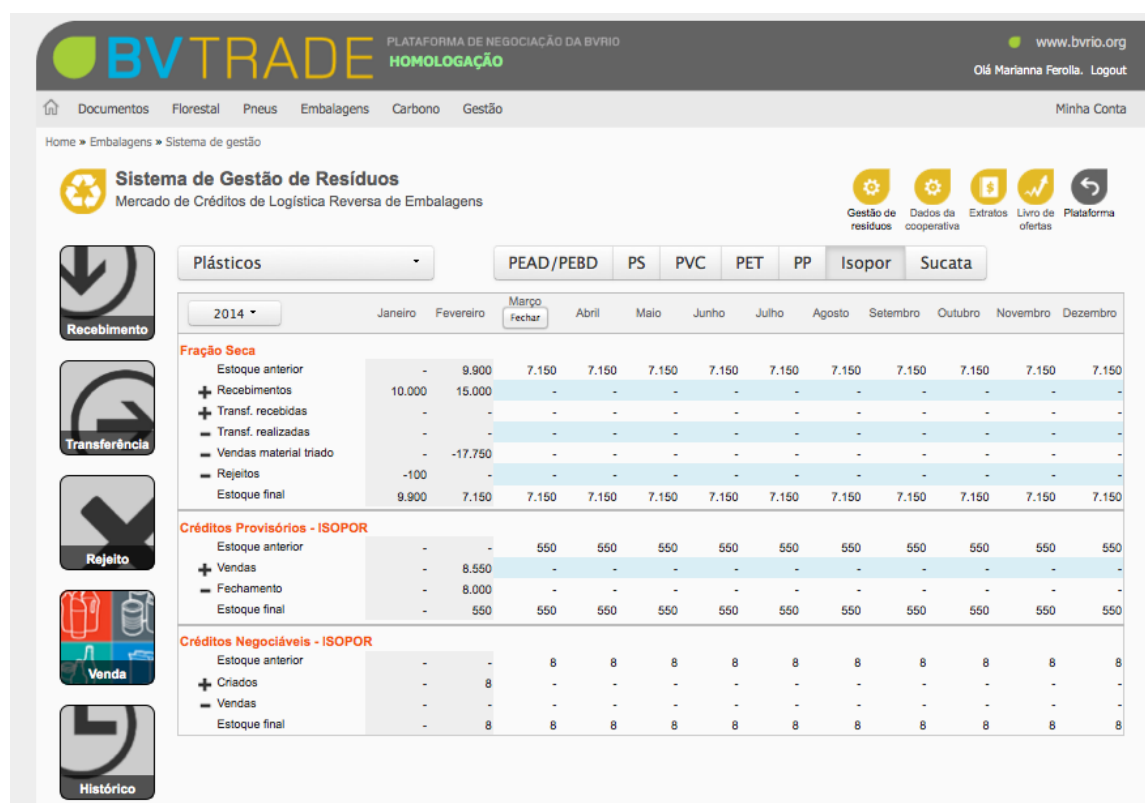 BVTRADE PLATAFORMA DE NEGOCIAÇÃO DA BVRIO
HOMOLOGAÇÃO
www.bvrio.org
Olá Marianna Ferolla. Logout
Documentos Florestal Pneus Embalagens Carbono Gestão Minha Conta
Home » Embalagens » Sistema de gestão
Sistema de Gestão de Resíduos
Mercado de Créditos de Logística Reversa de Embalagens
Gestão de resíduos Dados da cooperativa Extratos Livro de ofertas Plataforma
Recebimento
Transferência
Rejeito
Venda
Histórico
Plásticos PEAD/PEBD PS PVC PET PP Isopor Sucata
2014 Janeiro Fevereiro Março Fechar Abril Maio Junho Julho Agosto Setembro Outubro Novembro Dezembro
Fração Seca
Estoque anterior - 9.900 7.150 7.150 7.150 7.150 7.150 7.150 7.150 7.150 7.150 7.150
+ Recebimentos 10.000 15.000 - - - - - - - - - -
+ Transf. recebidas - - - - - - - - - - - -
- Transf. realizadas - - - - - - - - - - - -
- Vendas material triado - -17.750 - - - - - - - - - -
- Rejeitos -100 - - - - - - - - - - -
Estoque final 9.900 7.150 7.150 7.150 7.150 7.150 7.150 7.150 7.150 7.150 7.150 7.150
Créditos Provisórios - ISOPOR
Estoque anterior - - 550 550 550 550 550 550 550 550 550 550
+ Vendas - 8.550 - - - - - - - - - -
- Fechamento - 8.000 - - - - - - - - - -
Estoque final - 550 550 550 550 550 550 550 550 550 550 550
Créditos Negociáveis - ISOPOR
Estoque anterior - - 8 8 8 8 8 8 8 8 8 8
+ Criados - 8 - - - - - - - - - -
- Vendas - - - - - - - - - - - -
Estoque final - 8 8 8 8 8 8 8 8 8 8 8